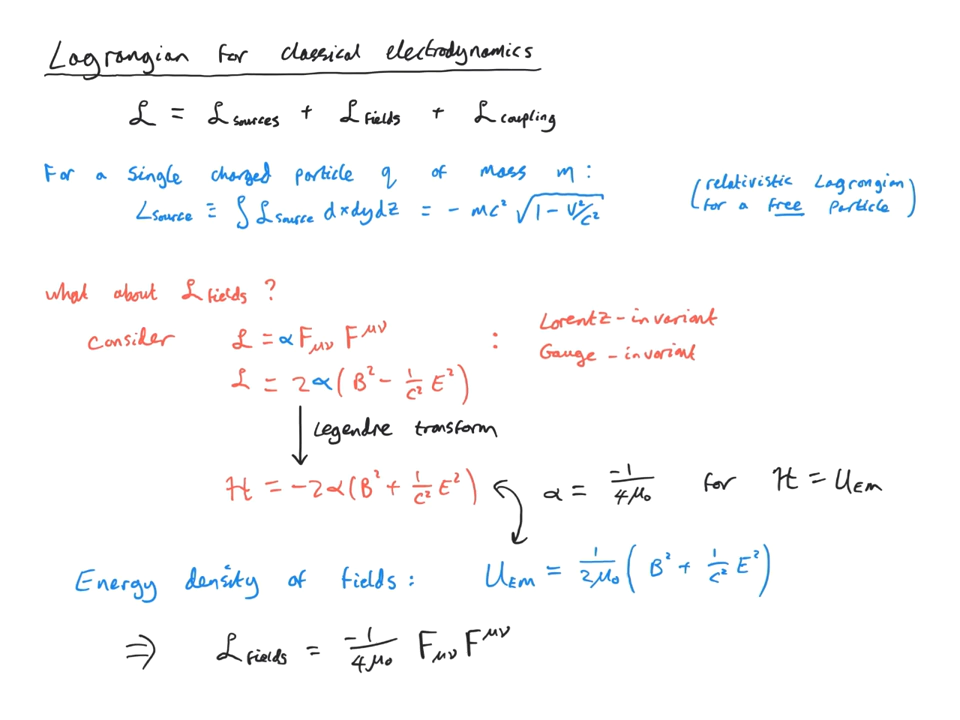 Lagrangian for classical electrodynamics
ℒ = ℒsources + ℒfields + ℒcoupling
For a single charged particle q of mass m :
Lsource ≡ ∫ ℒsource dxdydz = - mc² √(1 - v²/c²)
(relativistic Lagrangian
for a free particle)
what about ℒfields ?
consider ℒ = α Fμν F^μν :
Lorentz-invariant
Gauge-invariant
ℒ = 2α(B² - 1/c² E²)
Legendre transform
ℋ = -2α(B² + 1/c² E²)
α = -1/4μ₀ for ℋ = UEM
Energy density of fields : UEM = 1/2μ₀ (B² + 1/c² E²)
⇒ ℒfields = -1/4μ₀ Fμν F^μν